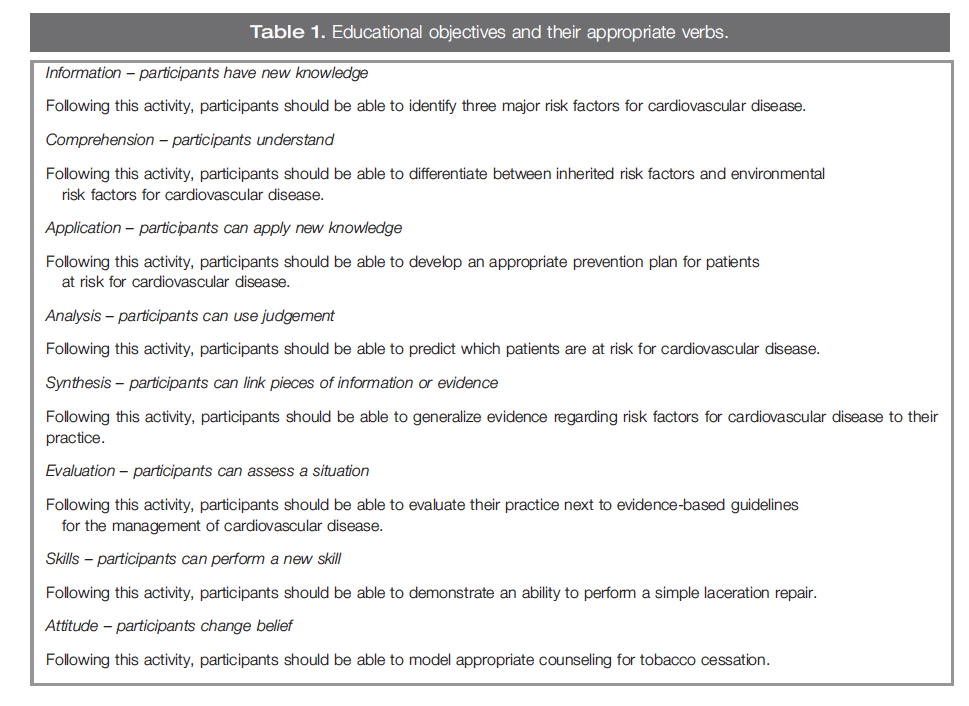 Table 1. Educational objectives and their appropriate verbs.
Information – participants have new knowledge
Following this activity, participants should be able to identify three major risk factors for cardiovascular disease.
Comprehension – participants understand
Following this activity, participants should be able to differentiate between inherited risk factors and environmental
risk factors for cardiovascular disease.
Application – participants can apply new knowledge
Following this activity, participants should be able to develop an appropriate prevention plan for patients
at risk for cardiovascular disease.
Analysis – participants can use judgement
Following this activity, participants should be able to predict which patients are at risk for cardiovascular disease.
Synthesis – participants can link pieces of information or evidence
Following this activity, participants should be able to generalize evidence regarding risk factors for cardiovascular disease to their
practice.
Evaluation – participants can assess a situation
Following this activity, participants should be able to evaluate their practice next to evidence-based guidelines
for the management of cardiovascular disease.
Skills – participants can perform a new skill
Following this activity, participants should be able to demonstrate an ability to perform a simple laceration repair.
Attitude – participants change belief
Following this activity, participants should be able to model appropriate counseling for tobacco cessation.